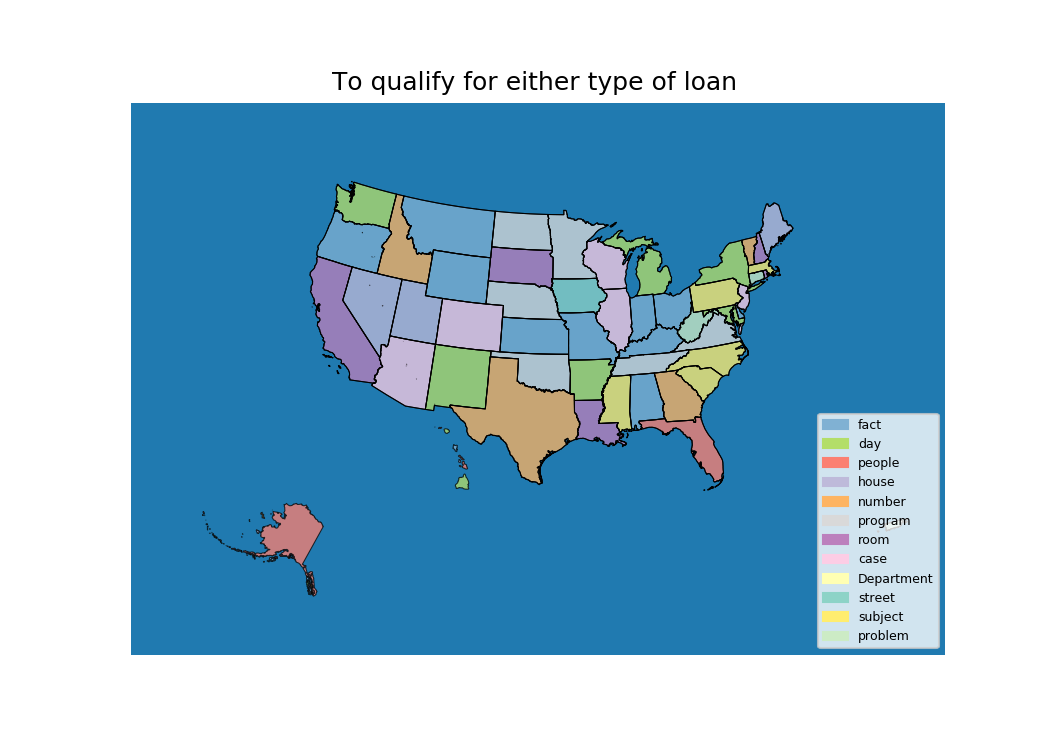 To qualify for either type of loan
fact
day
people
house
number
program
room
case
Department
street
subject
problem